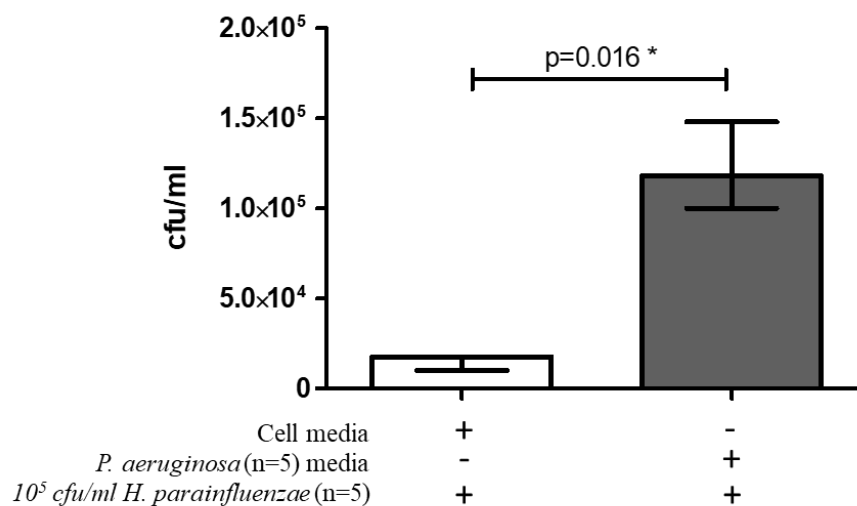 2.0×10⁵
p=0.016 *
1.5×10⁵
cfu/ml
1.0×10⁵
5.0×10⁴
0
Cell media + -
P. aeruginosa (n=5) media - +
10⁵ cfu/ml H. parainfluenzae (n=5) + +